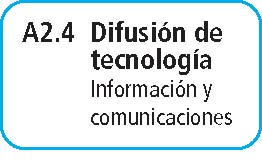 A2.4 Difusión de
tecnología
Información y
comunicaciones